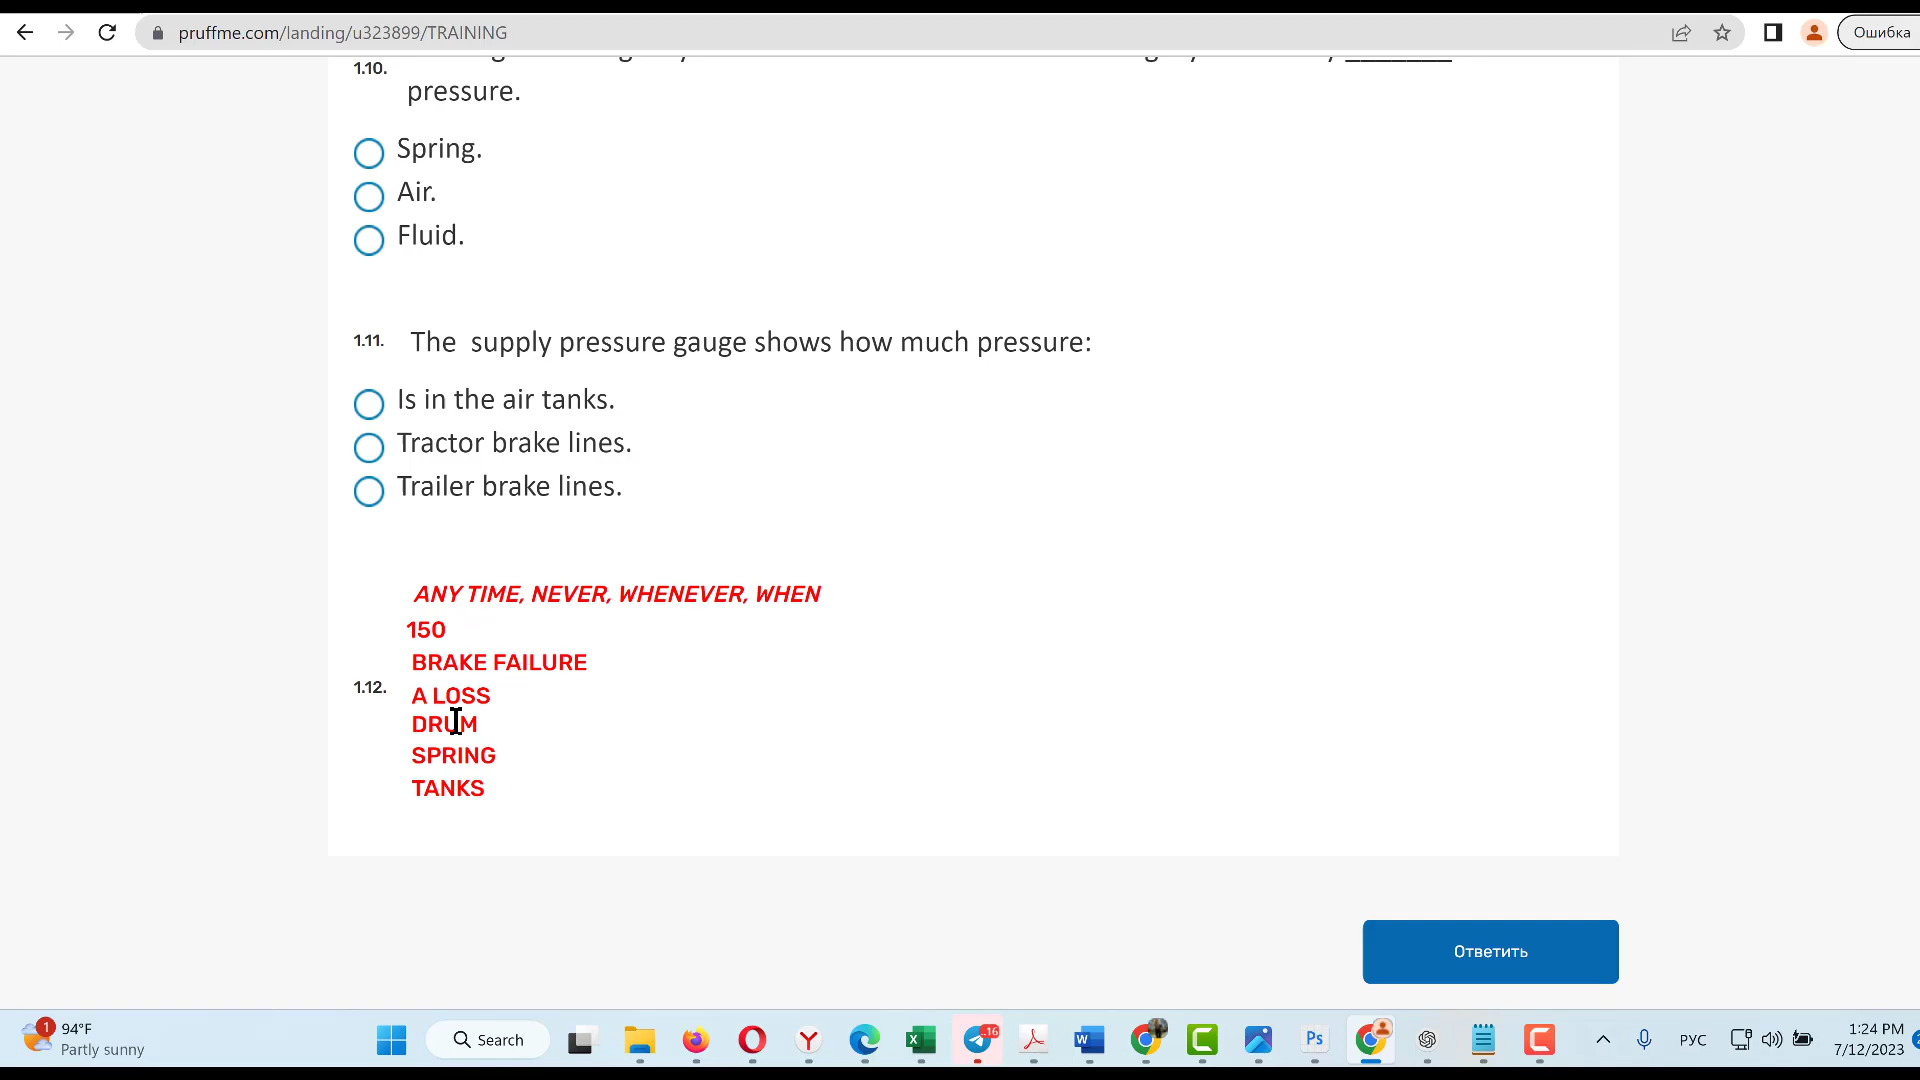 pruffme.com/landing/u323899/TRAINING
Ошибка
1.10.
pressure.
Spring.
Air.
Fluid.
1.11. The supply pressure gauge shows how much pressure:
Is in the air tanks.
Tractor brake lines.
Trailer brake lines.
ANY TIME, NEVER, WHENEVER, WHEN
150
BRAKE FAILURE
1.12.
A LOSS
DRUM
SPRING
TANKS
Ответить
1
94°F
Partly sunny
Search
..16
РУС
1:24 PM
7/12/2023